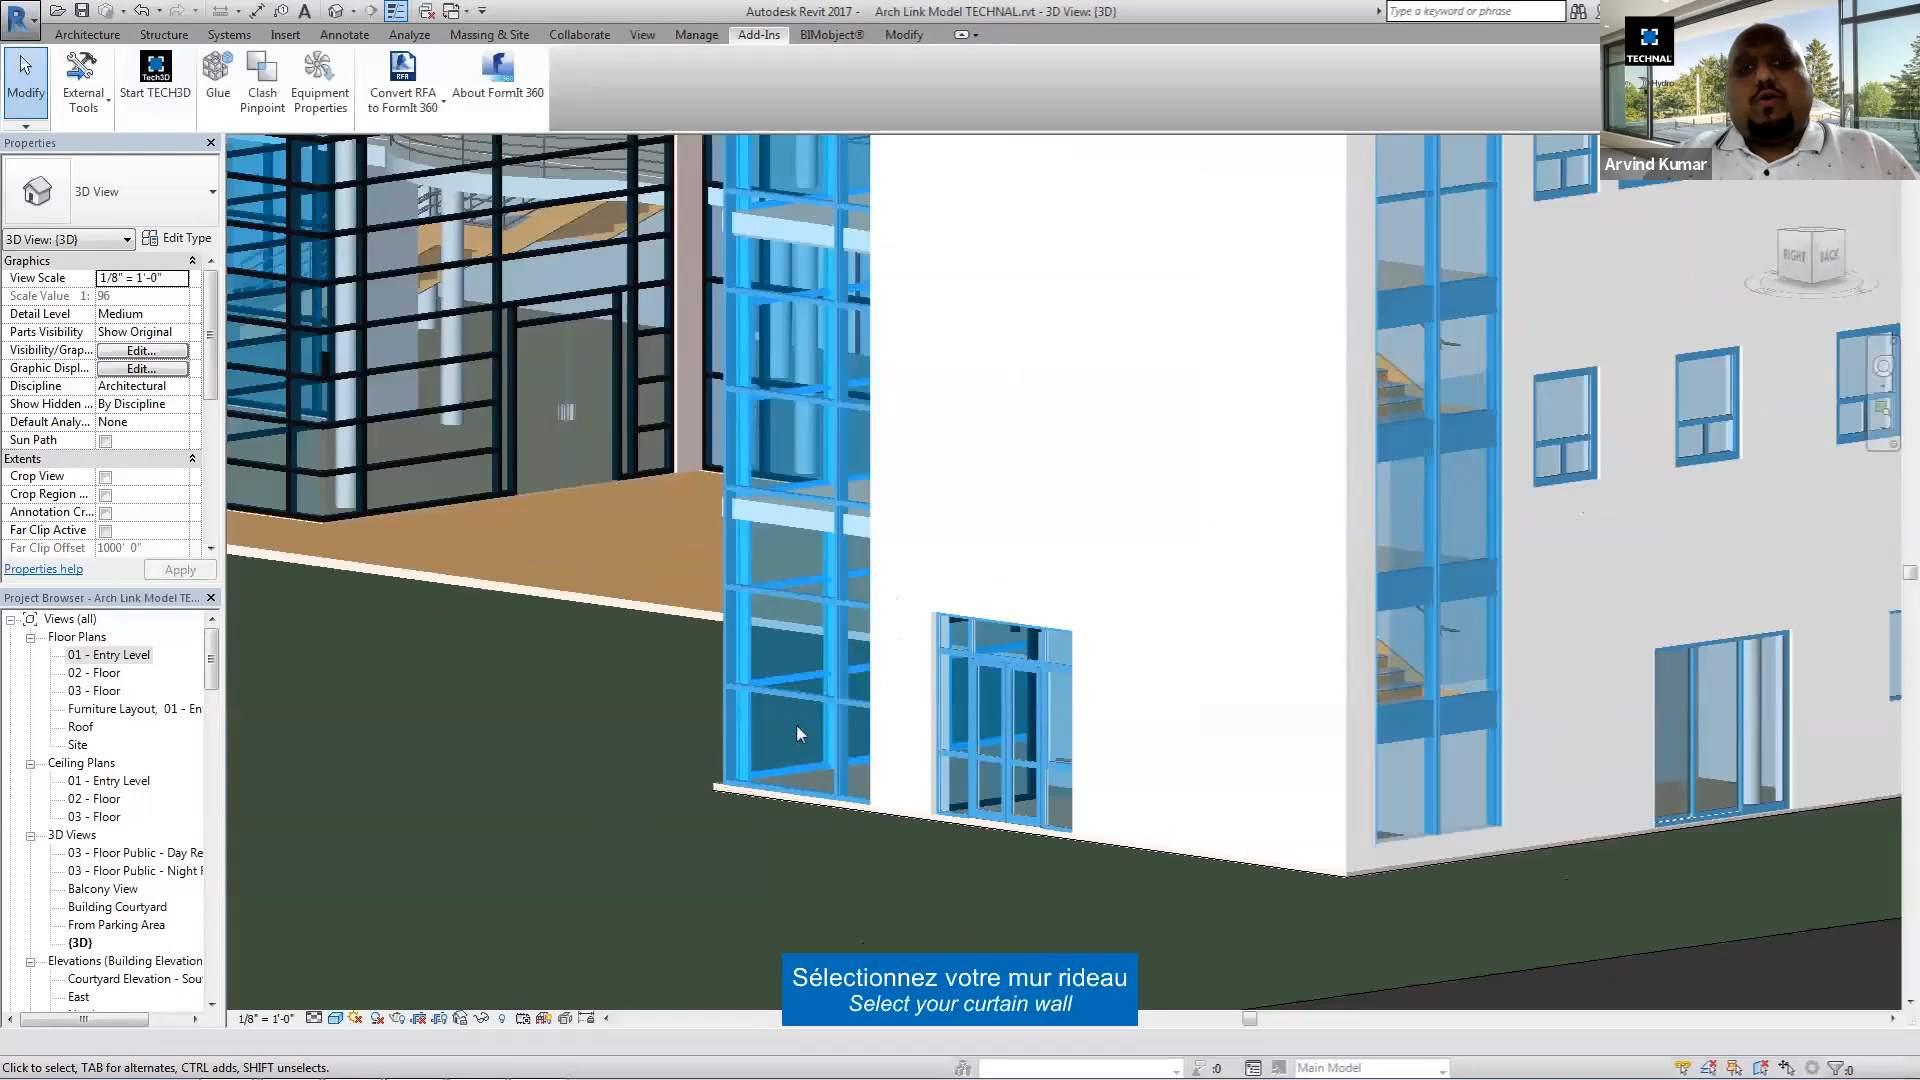 Autodesk Revit 2017 - Arch Link Model TECHNAL.rvt - 3D View: {3D}
Type a keyword or phrase
Architecture Structure Systems Insert Annotate Analyze Massing & Site Collaborate View Manage Add-Ins BIMobject® Modify
Modify
External Tools
Tech3D
Start TECH3D
Glue
Clash Pinpoint
Equipment Properties
RFA
Convert RFA to FormIt 360
360
About FormIt 360
TECHNAL
Hydro
Arvind Kumar
Properties
3D View
3D View: {3D}
Edit Type
Graphics
View Scale 1/8" = 1'-0"
Scale Value 1: 96
Detail Level Medium
Parts Visibility Show Original
Visibility/Grap... Edit...
Graphic Displ... Edit...
Discipline Architectural
Show Hidden ... By Discipline
Default Analy... None
Sun Path
Extents
Crop View
Crop Region ...
Annotation Cr...
Far Clip Active
Far Clip Offset 1000' 0"
Properties help
Apply
Project Browser - Arch Link Model TE...
Views (all)
Floor Plans
01 - Entry Level
02 - Floor
03 - Floor
Furniture Layout, 01 - En
Roof
Site
Ceiling Plans
01 - Entry Level
02 - Floor
03 - Floor
3D Views
03 - Floor Public - Day Re
03 - Floor Public - Night R
Balcony View
Building Courtyard
From Parking Area
{3D}
Elevations (Building Elevation
Courtyard Elevation - Sou
East
RIGHT BACK
Sélectionnez votre mur rideau
Select your curtain wall
1/8" = 1'-0"
Click to select, TAB for alternates, CTRL adds, SHIFT unselects.
:0
Main Model
:0